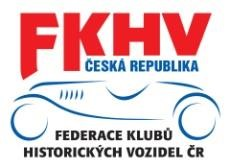 FKHV
ČESKÁ REPUBLIKA
FEDERACE KLUBŮ
HISTORICKÝCH VOZIDEL ČR